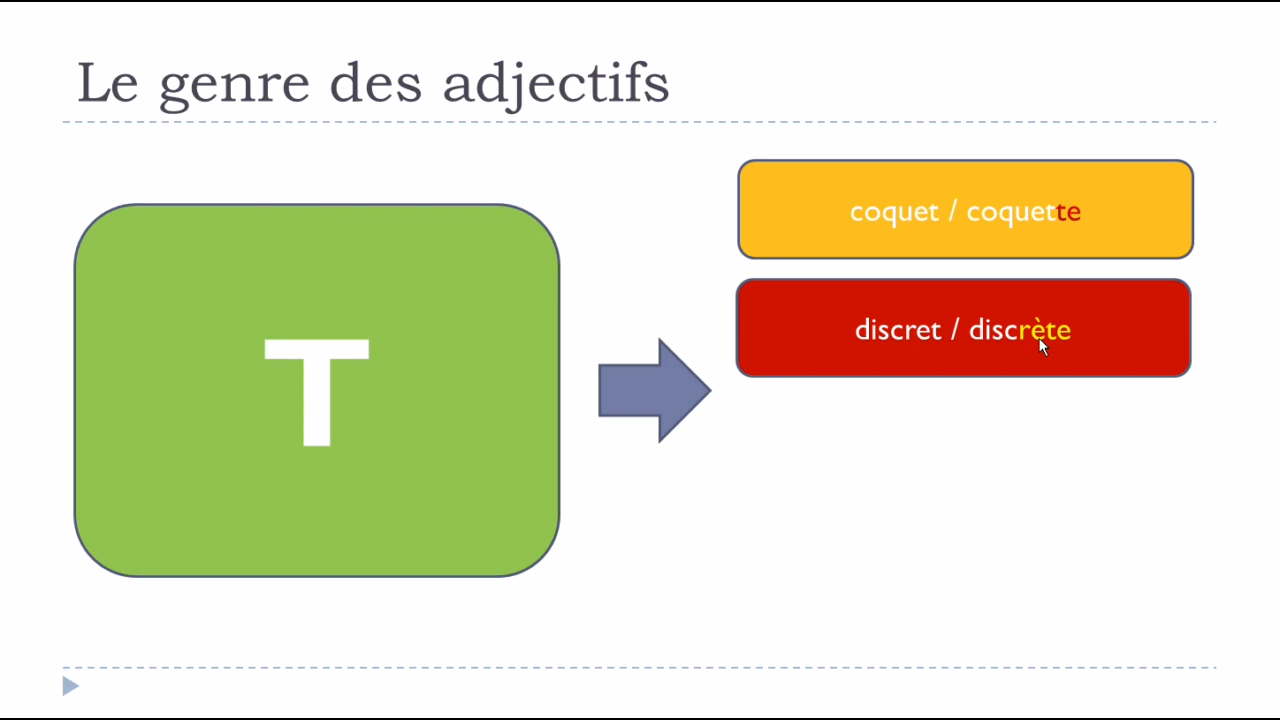 Le genre des adjectifs
T
coquet / coquette
discret / discrète